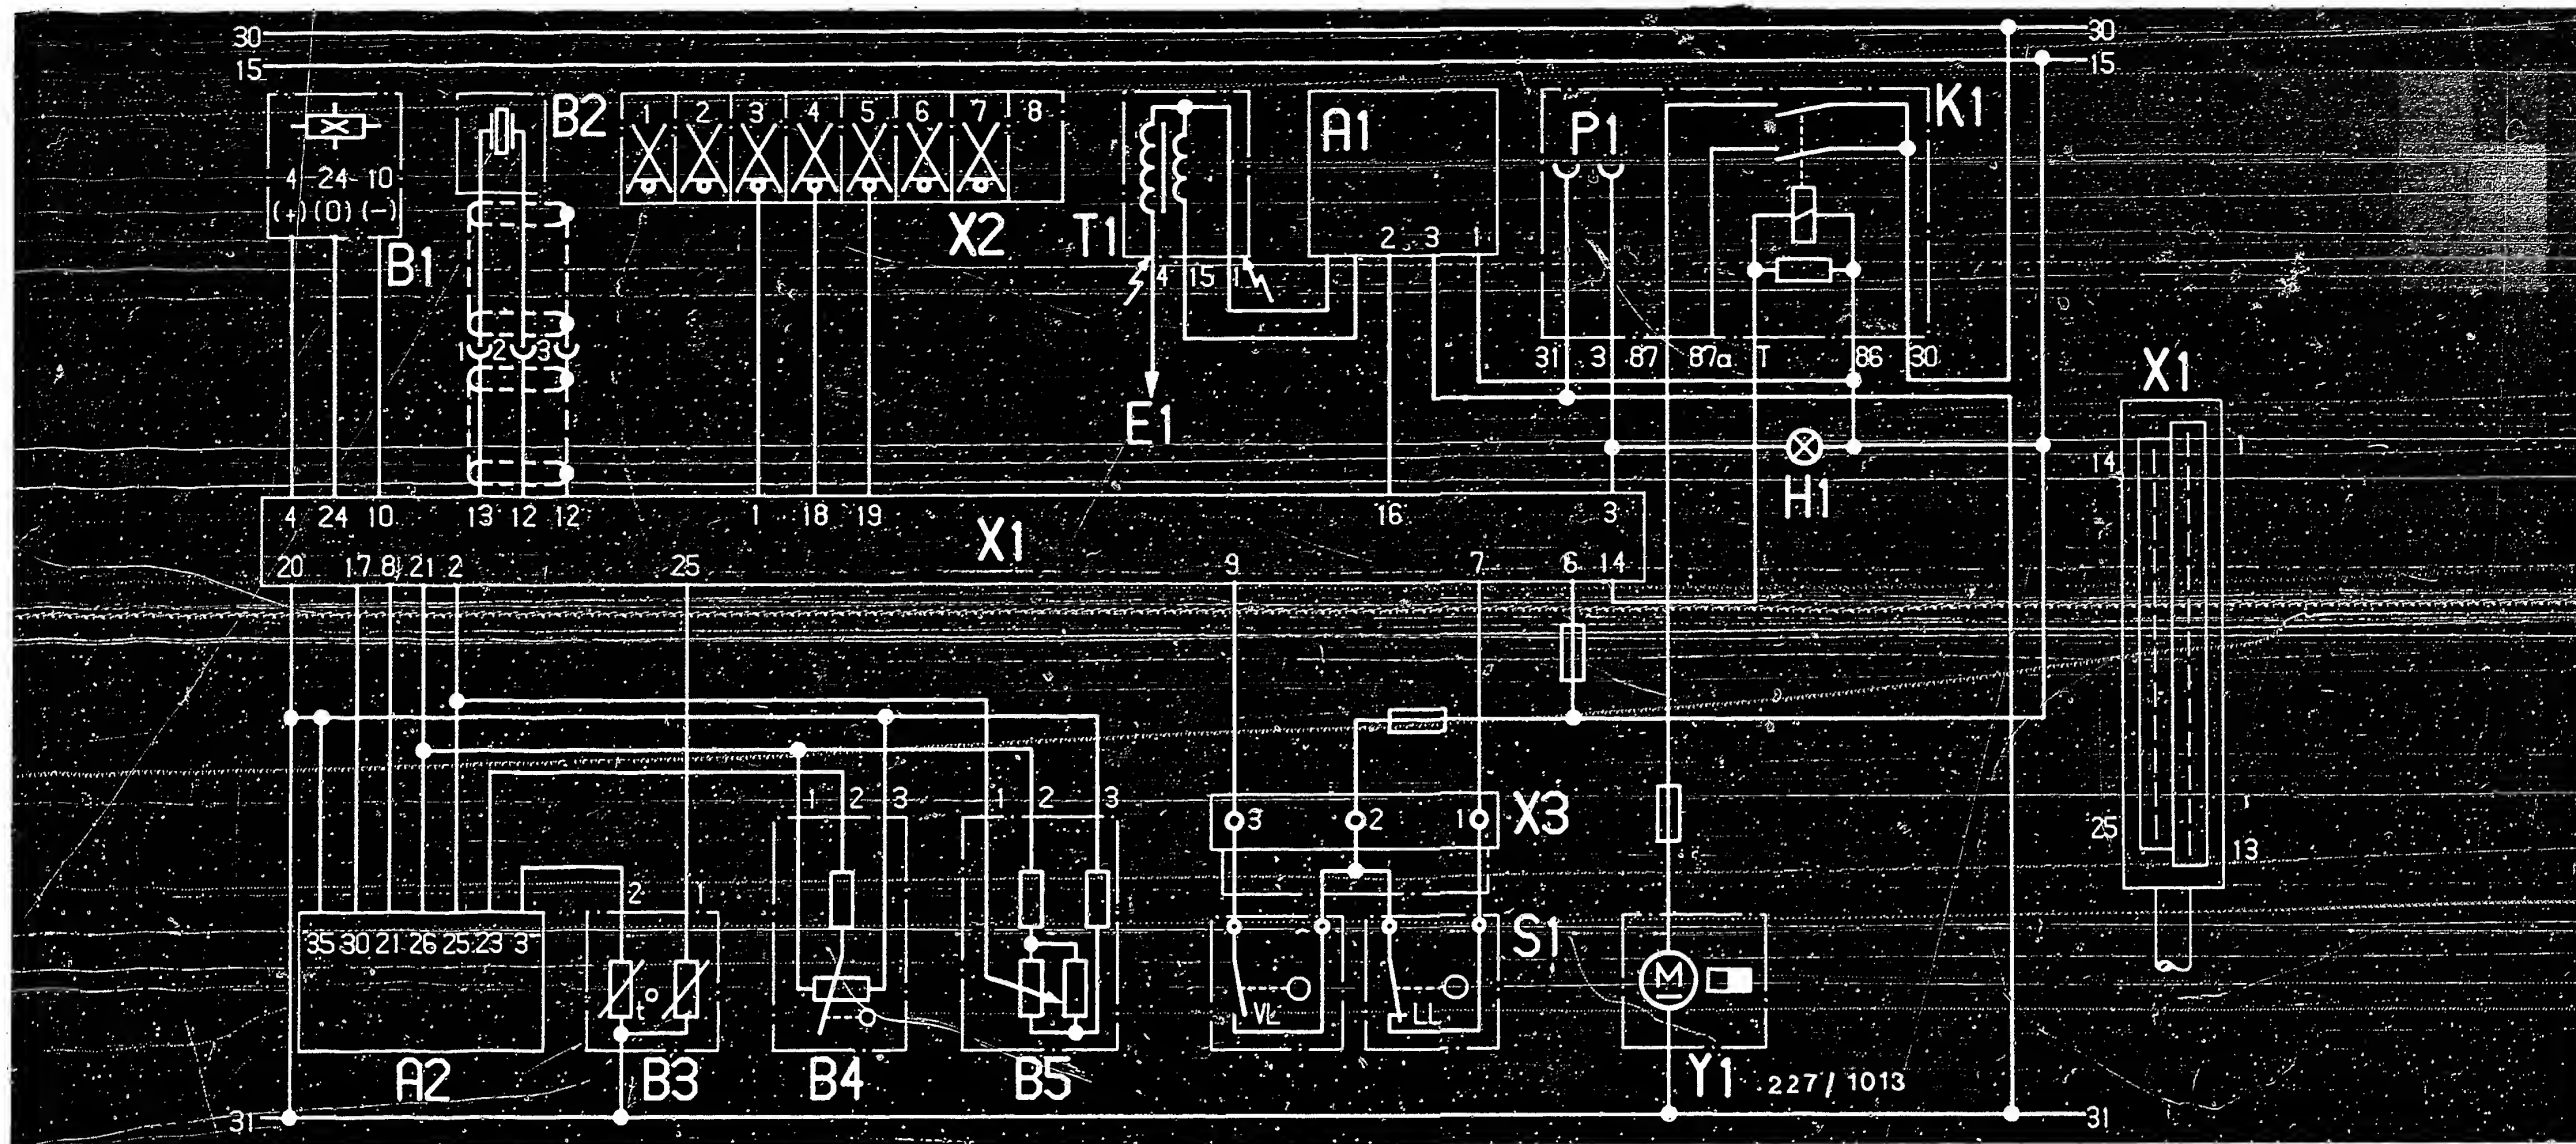 30 30
15 15
B2 1 2 3 4 5 6 7 8 A1 P1 K1
4 24 10
(+) (0) (-)
B1 X2 T1 2 3 1
4 15 1
1 2 3 31 3 87 87a T 86 30
X1
E1
14 1
H1
4 24 10 13 12 12 1 18 19 16 3
X1
20 17 8 21 2 25 9 7 6 14
1 2 3 1 2 3
3 2 1 X3
25 13
2 1
35 30 21 26 25 23 3 S1
t°
VL LL M
A2 B3 B4 B5 Y1 227/1013
31 31